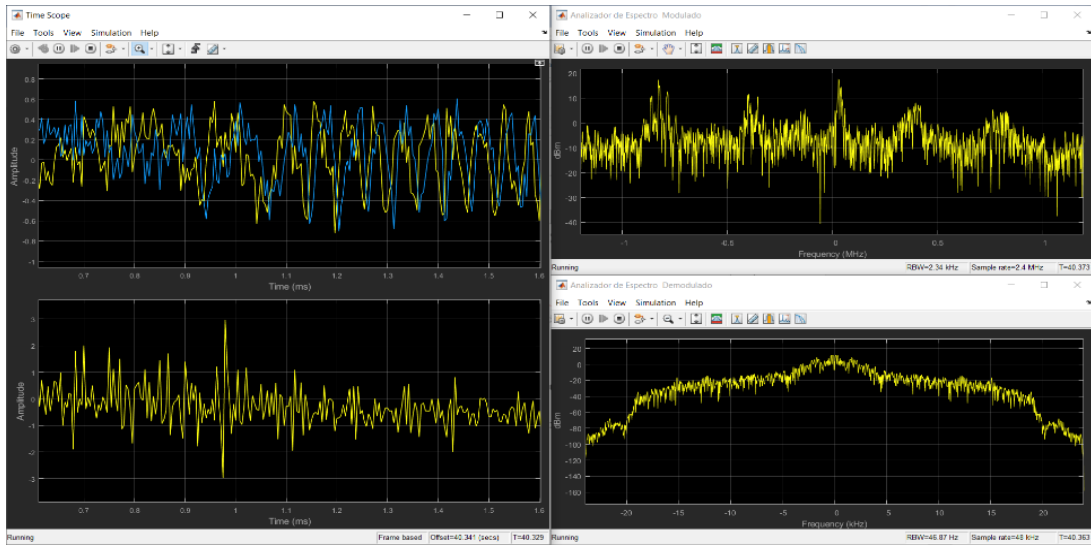 Time Scope
File Tools View Simulation Help
0.8
0.6
0.4
0.2
0
-0.2
-0.4
-0.6
-0.8
-1
Amplitude
0.7 0.8 0.9 1 1.1 1.2 1.3 1.4 1.5 1.6
Time (ms)
3
2
1
0
-1
-2
-3
Amplitude
0.7 0.8 0.9 1 1.1 1.2 1.3 1.4 1.5 1.6
Time (ms)
Running Frame based Offset=40.341 (secs) T=40.329
Analizador de Espectro Modulado
File Tools View Simulation Help
20
10
0
-10
-20
-30
-40
dBm
-1 -0.5 0 0.5 1
Frequency (MHz)
Running RBW=2.34 kHz Sample rate=2.4 MHz T=40.373
Analizador de Espectro Demodulado
File Tools View Simulation Help
20
0
-20
-40
-60
-80
-100
-120
-140
-160
dBm
-20 -15 -10 -5 0 5 10 15 20
Frequency (kHz)
Running RBW=46.87 Hz Sample rate=48 kHz